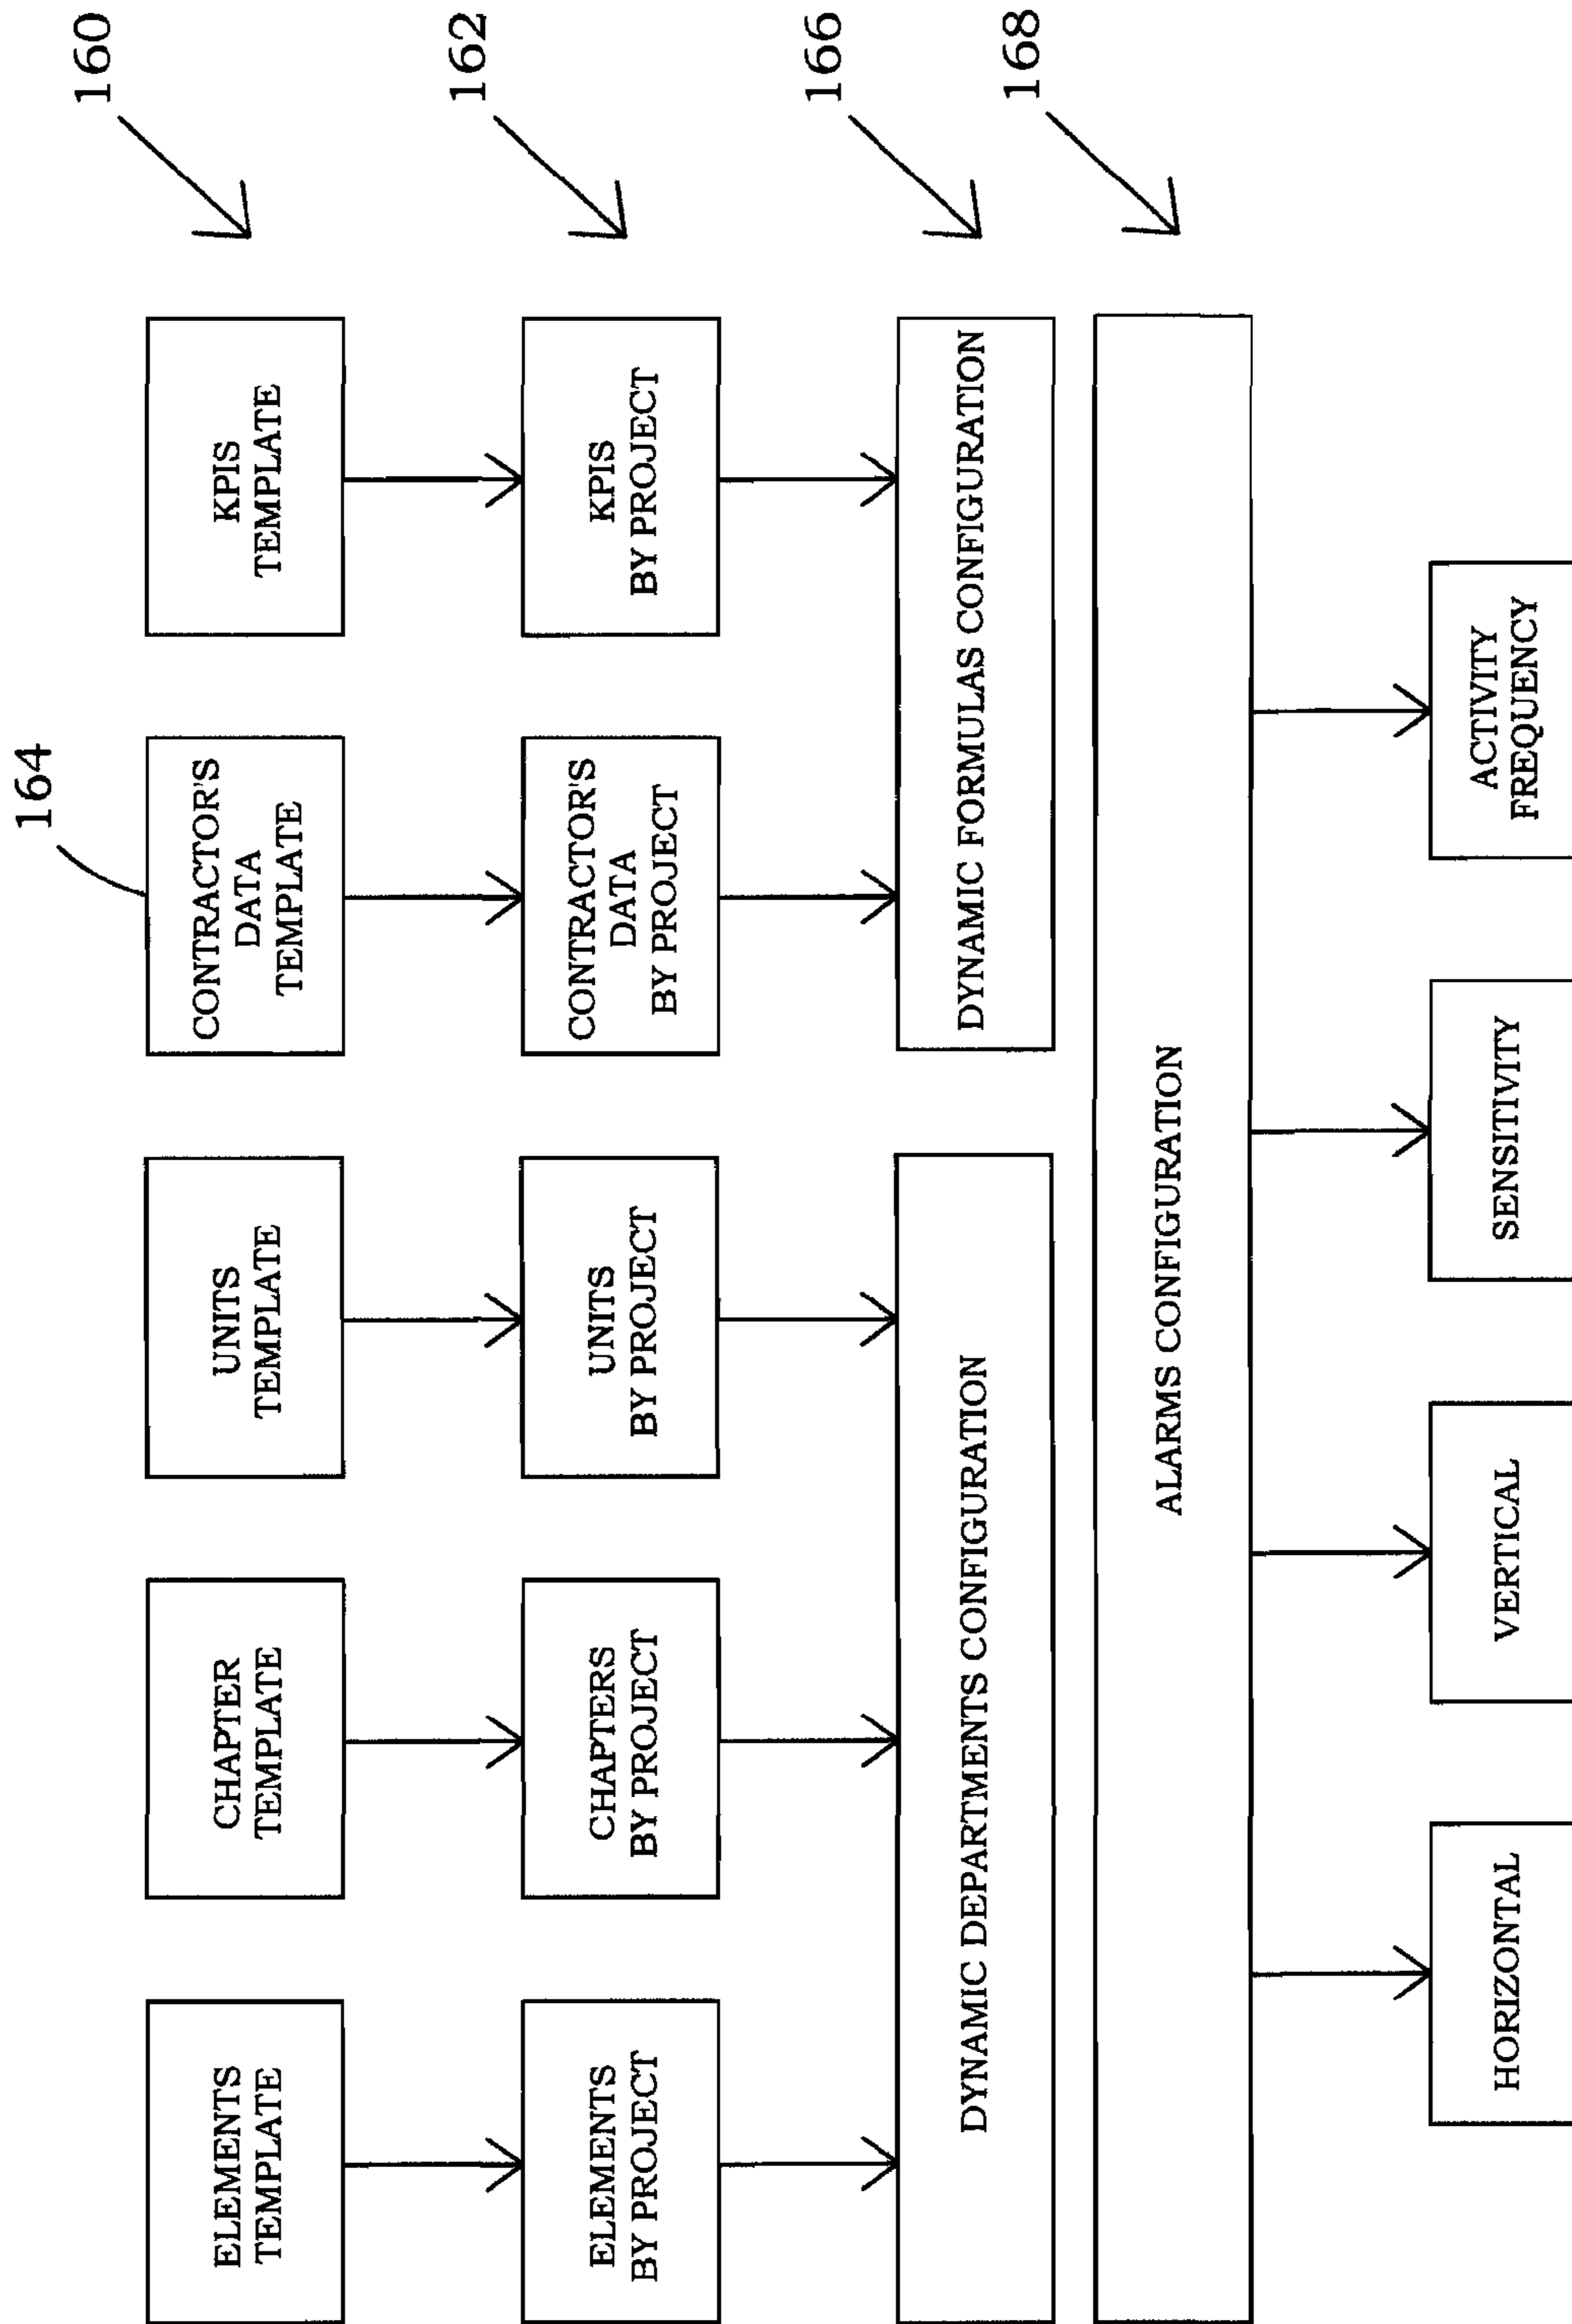 164
160
ELEMENTS
TEMPLATE
CHAPTER
TEMPLATE
UNITS
TEMPLATE
CONTRACTOR'S
DATA
TEMPLATE
KPIS
TEMPLATE
162
ELEMENTS
BY PROJECT
CHAPTERS
BY PROJECT
UNITS
BY PROJECT
CONTRACTOR'S
DATA
BY PROJECT
KPIS
BY PROJECT
166
DYNAMIC DEPARTMENTS CONFIGURATION
DYNAMIC FORMULAS CONFIGURATION
168
ALARMS CONFIGURATION
HORIZONTAL
VERTICAL
SENSITIVITY
ACTIVITY
FREQUENCY